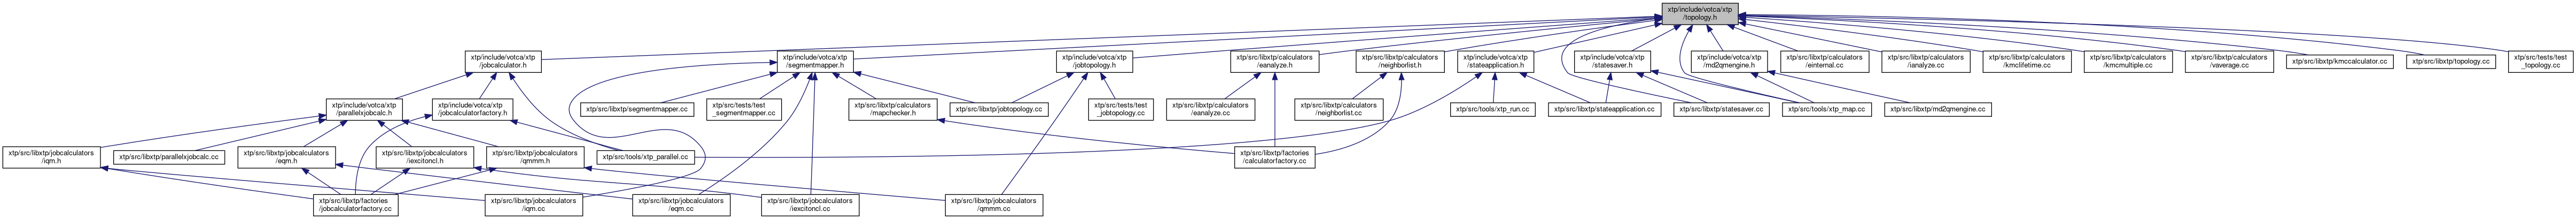 xtp/include/votca/xtp
/topology.h
xtp/include/votca/xtp
/jobcalculator.h
xtp/include/votca/xtp
/segmentmapper.h
xtp/include/votca/xtp
/jobtopology.h
xtp/src/libxtp/calculators
/eanalyze.h
xtp/src/libxtp/calculators
/neighborlist.h
xtp/include/votca/xtp
/stateapplication.h
xtp/include/votca/xtp
/statesaver.h
xtp/include/votca/xtp
/md2qmengine.h
xtp/src/libxtp/calculators
/einternal.cc
xtp/src/libxtp/calculators
/ianalyze.cc
xtp/src/libxtp/calculators
/kmclifetime.cc
xtp/src/libxtp/calculators
/kmcmultiple.cc
xtp/src/libxtp/calculators
/vaverage.cc
xtp/src/libxtp/kmccalculator.cc
xtp/src/libxtp/topology.cc
xtp/src/tests/test
_topology.cc
xtp/include/votca/xtp
/parallelxjobcalc.h
xtp/include/votca/xtp
/jobcalculatorfactory.h
xtp/src/libxtp/segmentmapper.cc
xtp/src/tests/test
_segmentmapper.cc
xtp/src/libxtp/calculators
/mapchecker.h
xtp/src/libxtp/jobtopology.cc
xtp/src/tests/test
_jobtopology.cc
xtp/src/libxtp/calculators
/eanalyze.cc
xtp/src/libxtp/calculators
/neighborlist.cc
xtp/src/tools/xtp_run.cc
xtp/src/libxtp/stateapplication.cc
xtp/src/libxtp/statesaver.cc
xtp/src/tools/xtp_map.cc
xtp/src/libxtp/md2qmengine.cc
xtp/src/libxtp/jobcalculators
/iqm.h
xtp/src/libxtp/parallelxjobcalc.cc
xtp/src/libxtp/jobcalculators
/eqm.h
xtp/src/libxtp/jobcalculators
/iexcitoncl.h
xtp/src/libxtp/jobcalculators
/qmmm.h
xtp/src/tools/xtp_parallel.cc
xtp/src/libxtp/factories
/calculatorfactory.cc
xtp/src/libxtp/factories
/jobcalculatorfactory.cc
xtp/src/libxtp/jobcalculators
/iqm.cc
xtp/src/libxtp/jobcalculators
/eqm.cc
xtp/src/libxtp/jobcalculators
/iexcitoncl.cc
xtp/src/libxtp/jobcalculators
/qmmm.cc